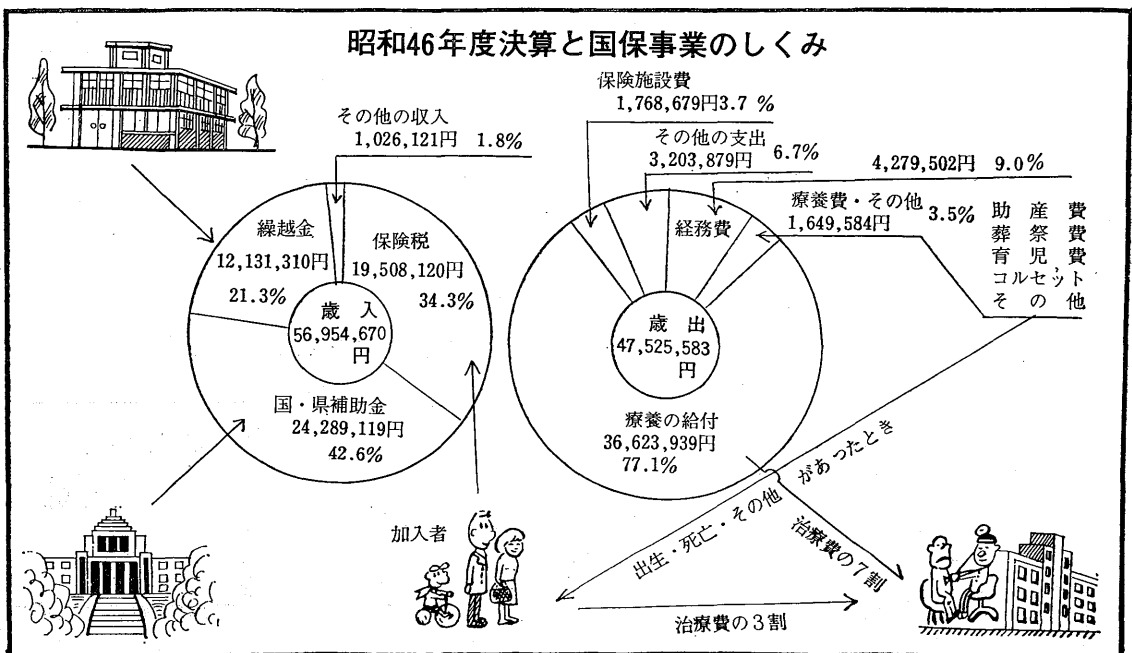 昭和46年度決算と国保事業のしくみ
その他の収入
1,026,121円 1.8%
繰越金
12,131,310円
21.3%
保険税
19,508,120円
34.3%
歳入
56,954,670
円
国・県補助金
24,289,119円
42.6%
保険施設費
1,768,679円3.7 %
その他の支出
3,203,879円 6.7%
4,279,502円 9.0%
経務費
療養費・その他
1,649,584円 3.5%
助産費
葬祭費
育児費
コルセット
その他
歳出
47,525,583
円
療養の給付
36,623,939円
77.1%
加入者
出生・死亡・その他があったとき
治療費の7割
治療費の3割